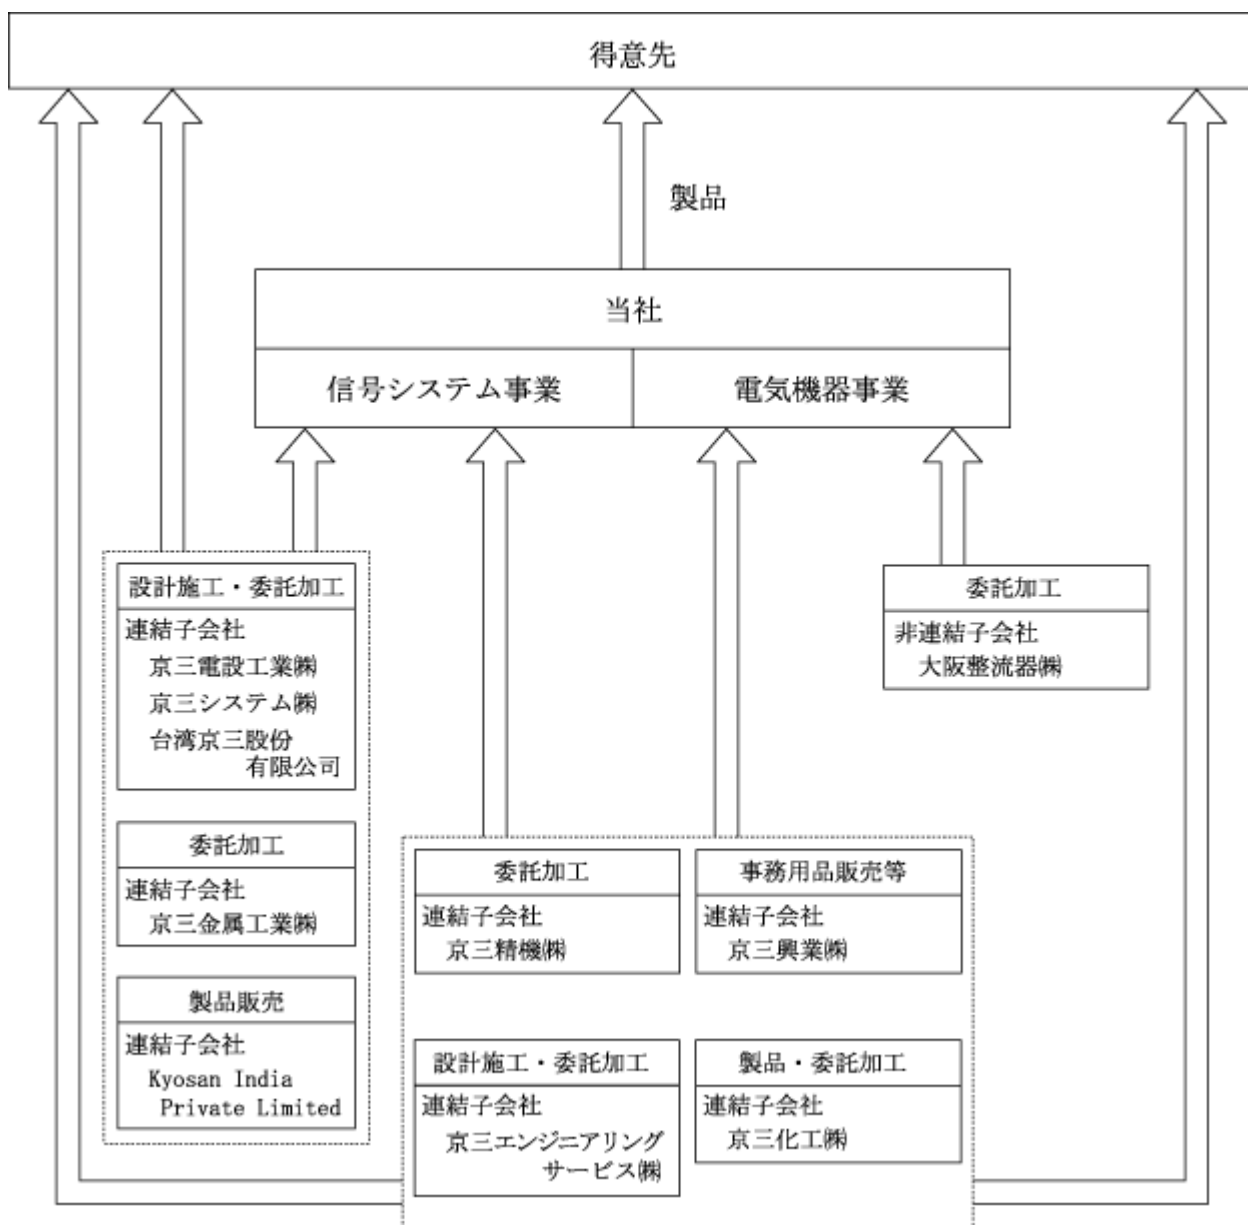 得意先
製品
当社
信号システム事業
電気機器事業
設計施工・委託加工
連結子会社
京三電設工業㈱
京三システム㈱
台湾京三股份
有限公司
委託加工
連結子会社
京三金属工業㈱
製品販売
連結子会社
Kyosan India
Private Limited
委託加工
非連結子会社
大阪整流器㈱
委託加工
連結子会社
京三精機㈱
事務用品販売等
連結子会社
京三興業㈱
設計施工・委託加工
連結子会社
京三エンジニアリング
サービス㈱
製品・委託加工
連結子会社
京三化工㈱